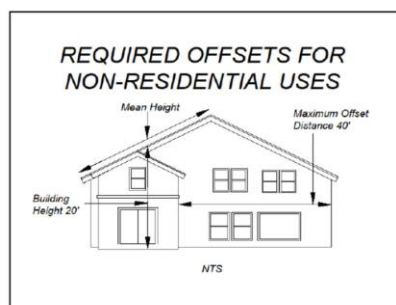 REQUIRED OFFSETS FOR
NON-RESIDENTIAL USES
Mean Height
Maximum Offset
Distance 40'
Building
Height 20'
NTS